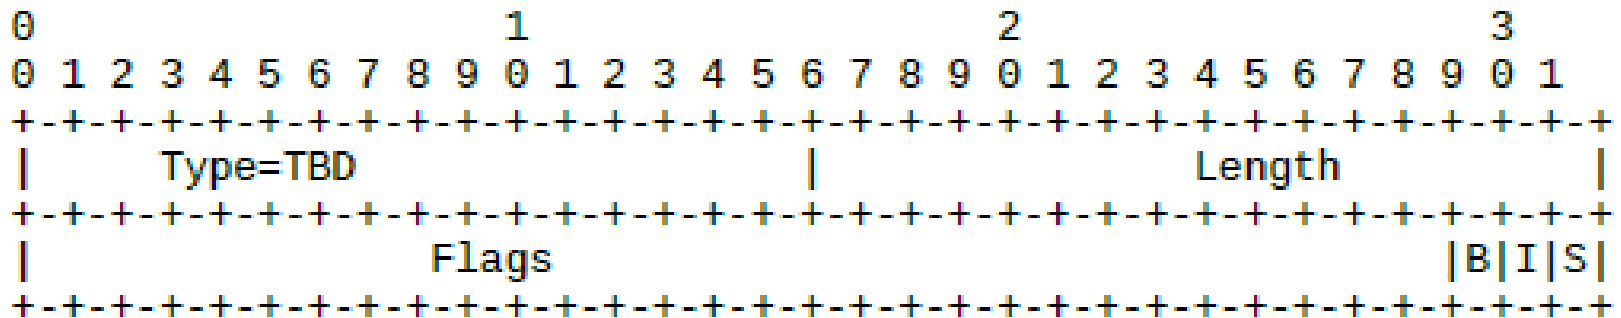 0                   1                   2                   3
0 1 2 3 4 5 6 7 8 9 0 1 2 3 4 5 6 7 8 9 0 1 2 3 4 5 6 7 8 9 0 1
+-+-+-+-+-+-+-+-+-+-+-+-+-+-+-+-+-+-+-+-+-+-+-+-+-+-+-+-+-+-+-+-+
|     Type=TBD                  |               Length          |
+-+-+-+-+-+-+-+-+-+-+-+-+-+-+-+-+-+-+-+-+-+-+-+-+-+-+-+-+-+-+-+-+
|                Flags                                    |B|I|S|
+-+-+-+-+-+-+-+-+-+-+-+-+-+-+-+-+-+-+-+-+-+-+-+-+-+-+-+-+-+-+-+-+